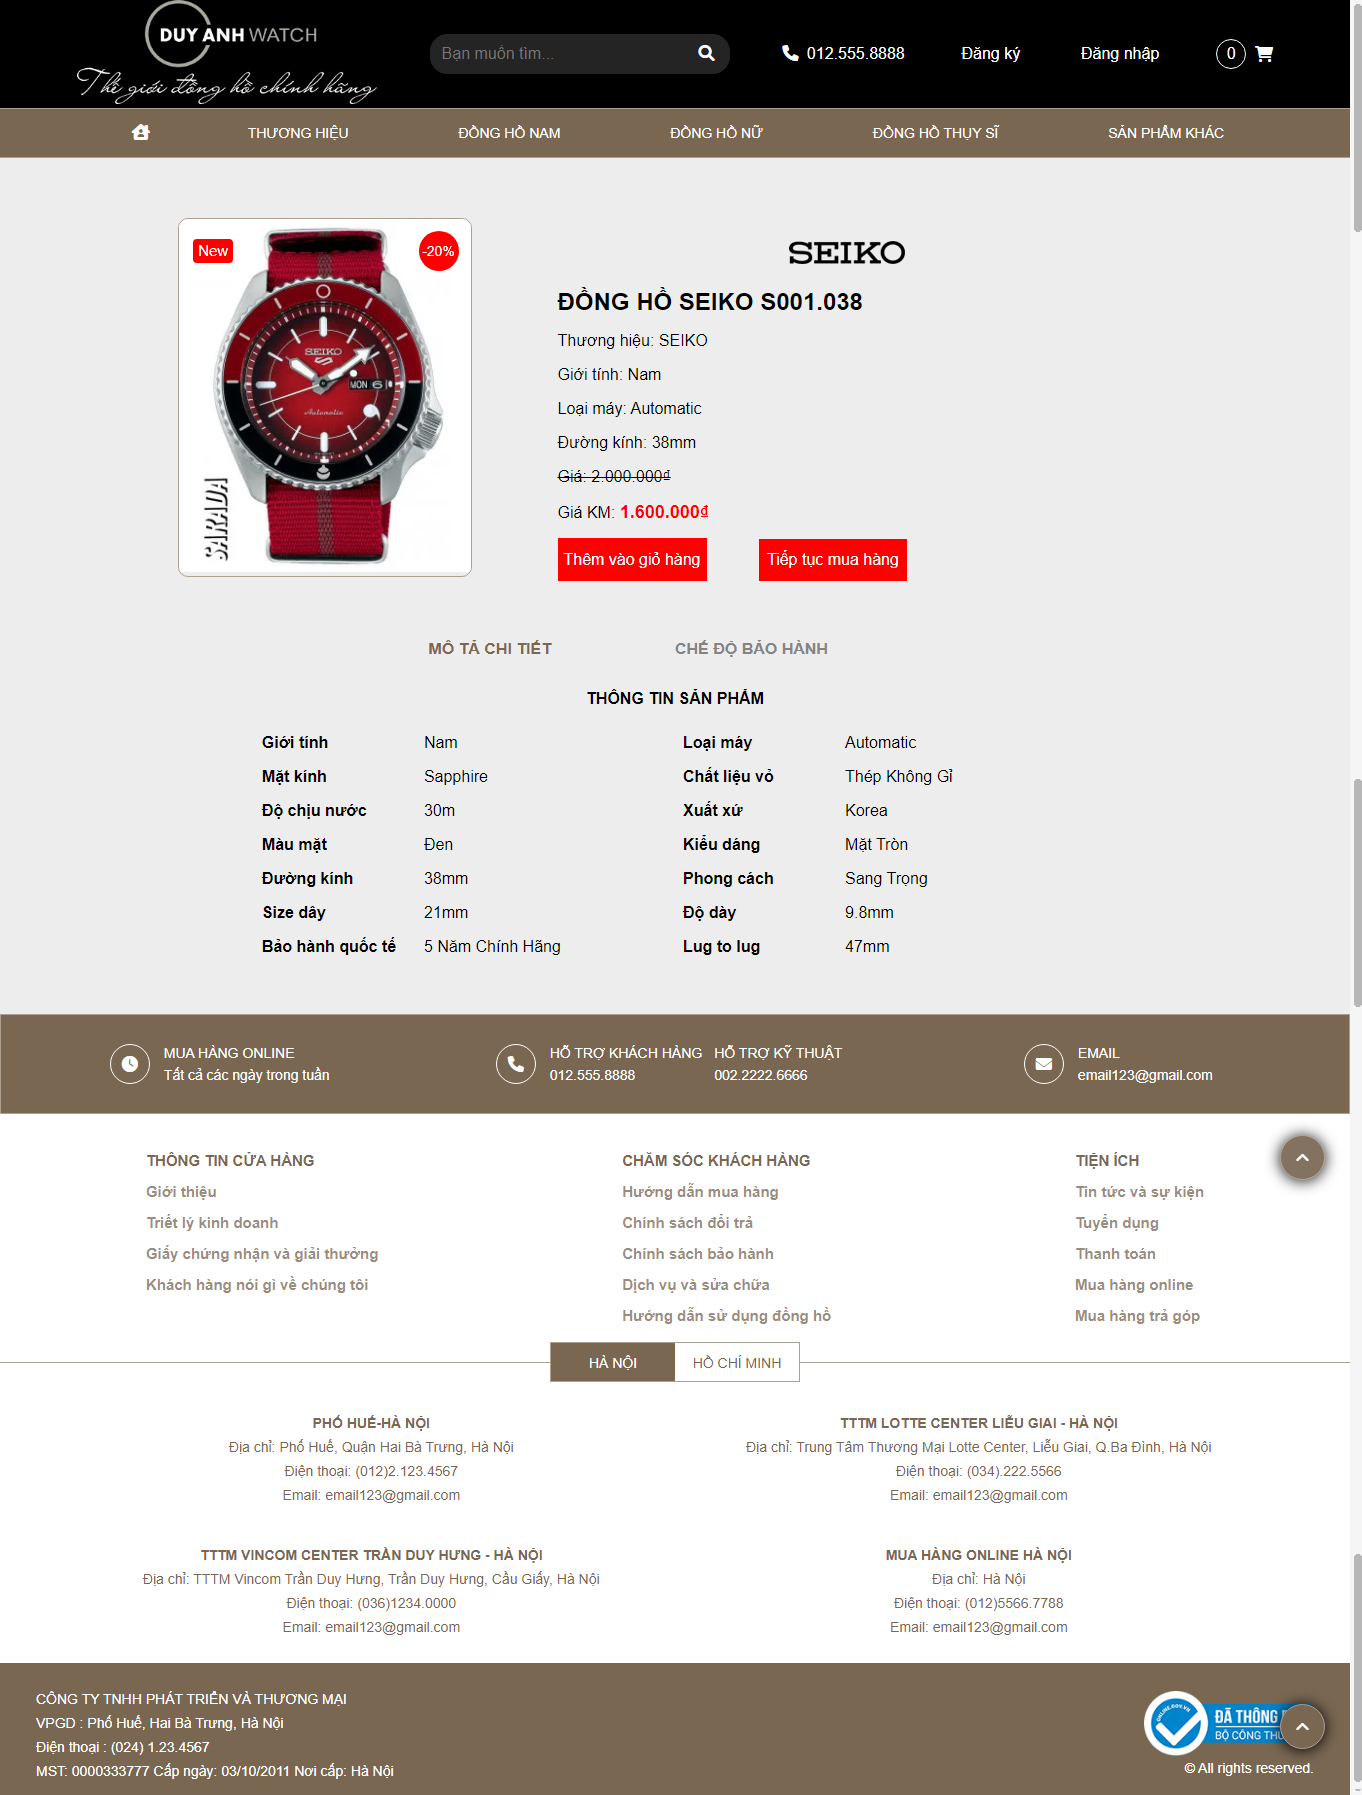 DUY ANH WATCH
Thế giới đồng hồ chính hãng
Bạn muốn tìm...
012.555.8888
Đăng ký
Đăng nhập
0
THƯƠNG HIỆU
ĐỒNG HỒ NAM
ĐỒNG HỒ NỮ
ĐỒNG HỒ THỤY SĨ
SẢN PHẨM KHÁC
New
-20%
SEIKO
5
MON 6
Automatic
SARADA
SEIKO
ĐỒNG HỒ SEIKO S001.038
Thương hiệu: SEIKO
Giới tính: Nam
Loại máy: Automatic
Đường kính: 38mm
Giá: 2.000.000₫
Giá KM: 1.600.000₫
Thêm vào giỏ hàng
Tiếp tục mua hàng
MÔ TẢ CHI TIẾT
CHẾ ĐỘ BẢO HÀNH
THÔNG TIN SẢN PHẨM
Giới tính Nam Loại máy Automatic
Mặt kính Sapphire Chất liệu vỏ Thép Không Gỉ
Độ chịu nước 30m Xuất xứ Korea
Màu mặt Đen Kiểu dáng Mặt Tròn
Đường kính 38mm Phong cách Sang Trọng
Size dây 21mm Độ dày 9.8mm
Bảo hành quốc tế 5 Năm Chính Hãng Lug to lug 47mm
MUA HÀNG ONLINE
Tất cả các ngày trong tuần
HỖ TRỢ KHÁCH HÀNG
012.555.8888
HỖ TRỢ KỸ THUẬT
002.2222.6666
EMAIL
email123@gmail.com
THÔNG TIN CỬA HÀNG
Giới thiệu
Triết lý kinh doanh
Giấy chứng nhận và giải thưởng
Khách hàng nói gì về chúng tôi
CHĂM SÓC KHÁCH HÀNG
Hướng dẫn mua hàng
Chính sách đổi trả
Chính sách bảo hành
Dịch vụ và sửa chữa
Hướng dẫn sử dụng đồng hồ
TIỆN ÍCH
Tin tức và sự kiện
Tuyển dụng
Thanh toán
Mua hàng online
Mua hàng trả góp
HÀ NỘI
HỒ CHÍ MINH
PHỐ HUẾ-HÀ NỘI
Địa chỉ: Phố Huế, Quận Hai Bà Trưng, Hà Nội
Điện thoại: (012)2.123.4567
Email: email123@gmail.com
TTTM LOTTE CENTER LIỄU GIAI - HÀ NỘI
Địa chỉ: Trung Tâm Thương Mại Lotte Center, Liễu Giai, Q.Ba Đình, Hà Nội
Điện thoại: (034).222.5566
Email: email123@gmail.com
TTTM VINCOM CENTER TRẦN DUY HƯNG - HÀ NỘI
Địa chỉ: TTTM Vincom Trần Duy Hưng, Trần Duy Hưng, Cầu Giấy, Hà Nội
Điện thoại: (036)1234.0000
Email: email123@gmail.com
MUA HÀNG ONLINE HÀ NỘI
Địa chỉ: Hà Nội
Điện thoại: (012)5566.7788
Email: email123@gmail.com
CÔNG TY TNHH PHÁT TRIỂN VÀ THƯƠNG MẠI
VPGD : Phố Huế, Hai Bà Trưng, Hà Nội
Điện thoại : (024) 1.23.4567
MST: 0000333777 Cấp ngày: 03/10/2011 Nơi cấp: Hà Nội
ONLINE.GOV.VN
ĐÃ THÔNG
BỘ CÔNG
© All rights reserved.